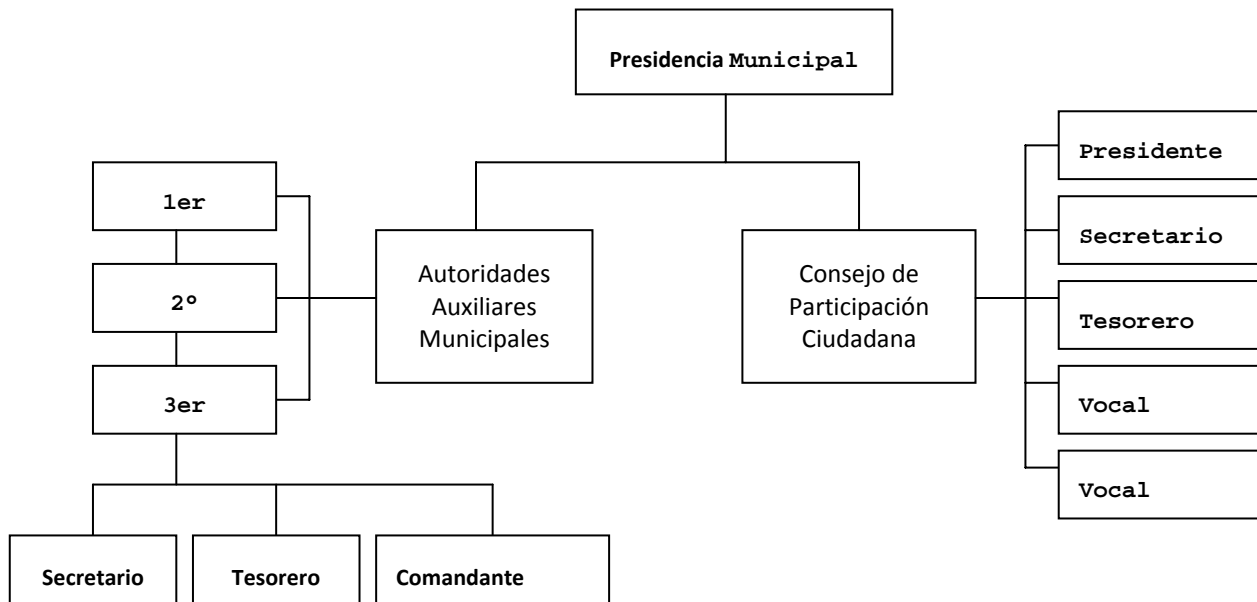 Presidencia Municipal
1er
2º
3er
Autoridades
Auxiliares
Municipales
Secretario
Tesorero
Comandante
Consejo de
Participación
Ciudadana
Presidente
Secretario
Tesorero
Vocal
Vocal